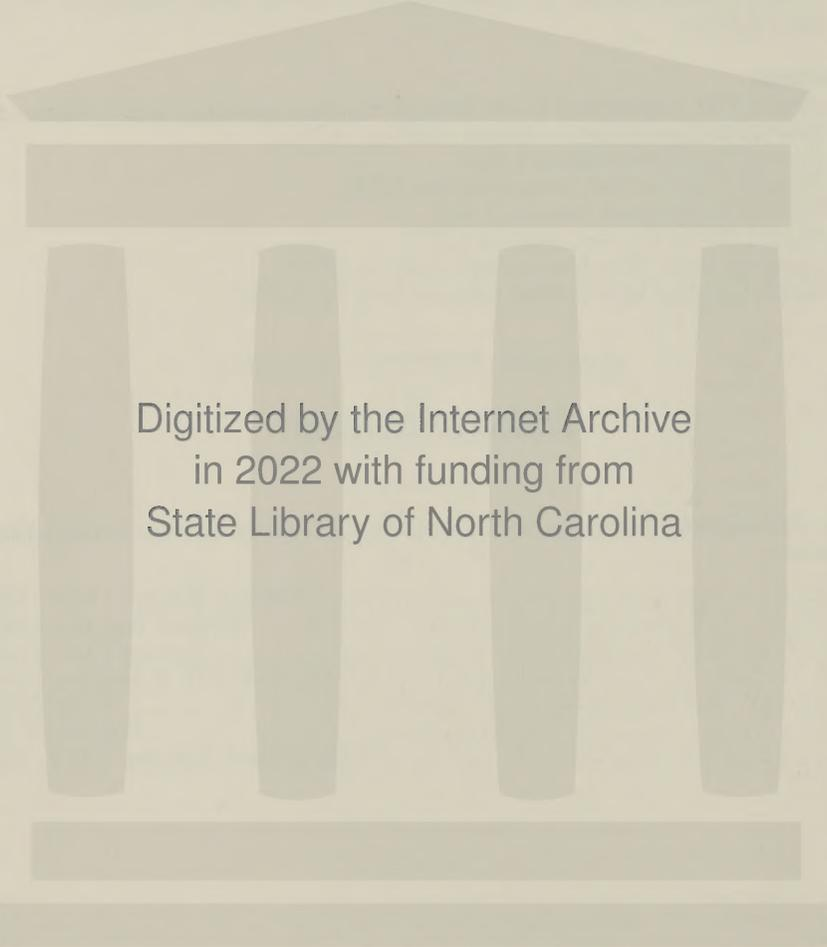 Digitized by the Internet Archive
in 2022 with funding from
State Library of North Carolina